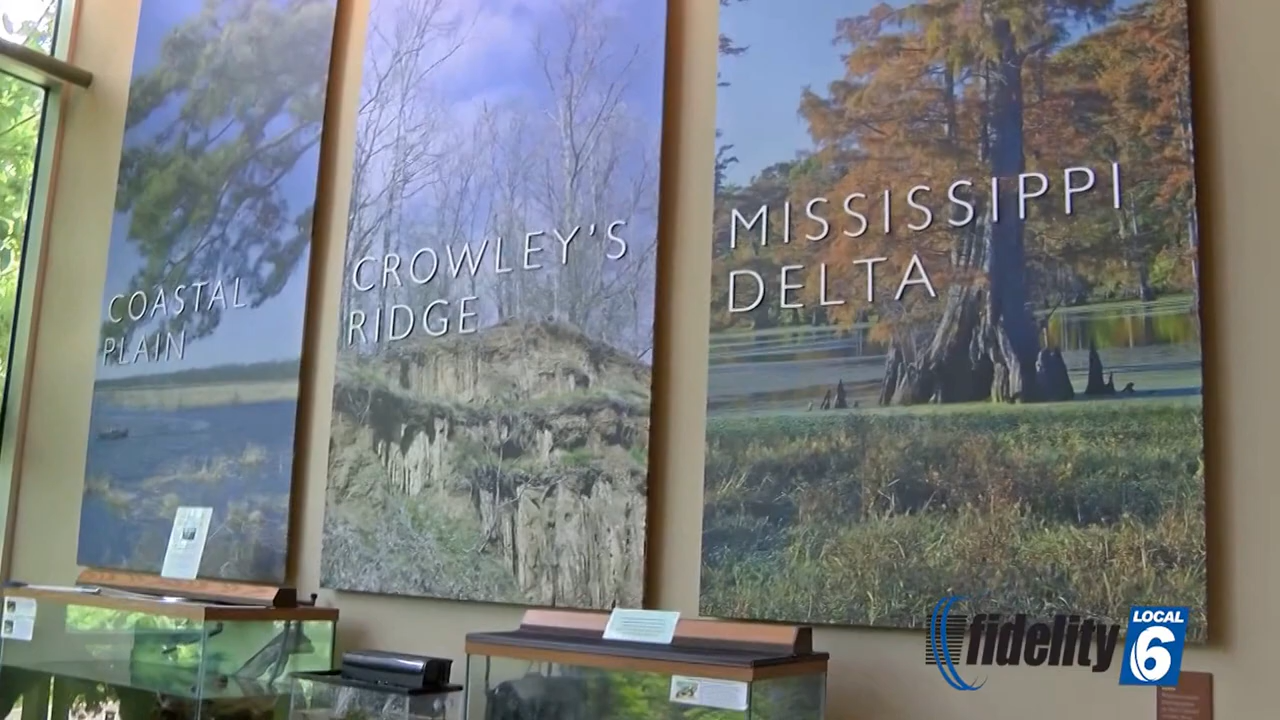 COASTAL
PLAIN
CROWLEY'S
RIDGE
MISSISSIPPI
DELTA
fidelity
LOCAL
6